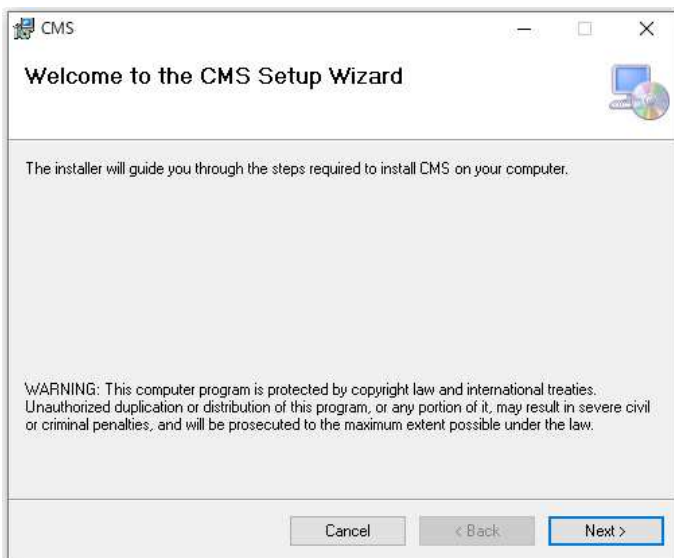 CMS
Welcome to the CMS Setup Wizard
The installer will guide you through the steps required to install CMS on your computer.
WARNING: This computer program is protected by copyright law and international treaties.
Unauthorized duplication or distribution of this program, or any portion of it, may result in severe civil
or criminal penalties, and will be prosecuted to the maximum extent possible under the law.
Cancel
< Back
Next >